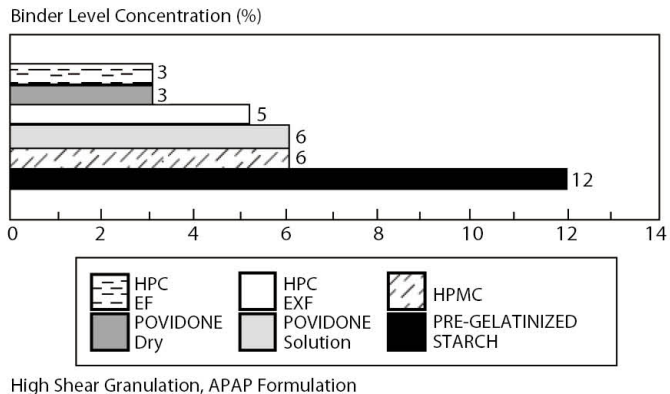 Binder Level Concentration (%)
3
3
5
6
6
12
0 2 4 6 8 10 12 14
HPC
EF
HPC
EXF
HPMC
POVIDONE
Dry
POVIDONE
Solution
PRE-GELATINIZED
STARCH
High Shear Granulation, APAP Formulation